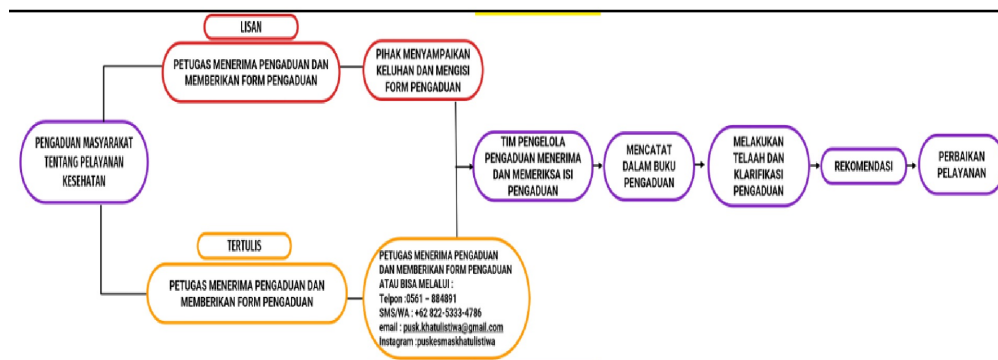 LISAN
PETUGAS MENERIMA PENGADUAN DAN
MEMBERIKAN FORM PENGADUAN
PIHAK MENYAMPAIKAN
KELUHAN DAN MENGISI
FORM PENGADUAN
PENGADUAN MASYARAKAT
TENTANG PELAYANAN
KESEHATAN
TIM PENGELOLA
PENGADUAN MENERIMA
DAN MEMERIKSA ISI
PENGADUAN
MENCATAT
DALAM BUKU
PENGADUAN
MELAKUKAN
TELAAH DAN
KLARIFIKASI
PENGADUAN
REKOMENDASI
PERBAIKAN
PELAYANAN
TERTULIS
PETUGAS MENERIMA PENGADUAN DAN
MEMBERIKAN FORM PENGADUAN
PETUGAS MENERIMA PENGADUAN
DAN MEMBERIKAN FORM PENGADUAN
ATAU BISA MELALUI :
Telpon :0561 – 884891
SMS/WA : +62 822-5333-4786
email : pusk.khatulistiwa@gmail.com
Instagram :puskesmaskhatulistiwa